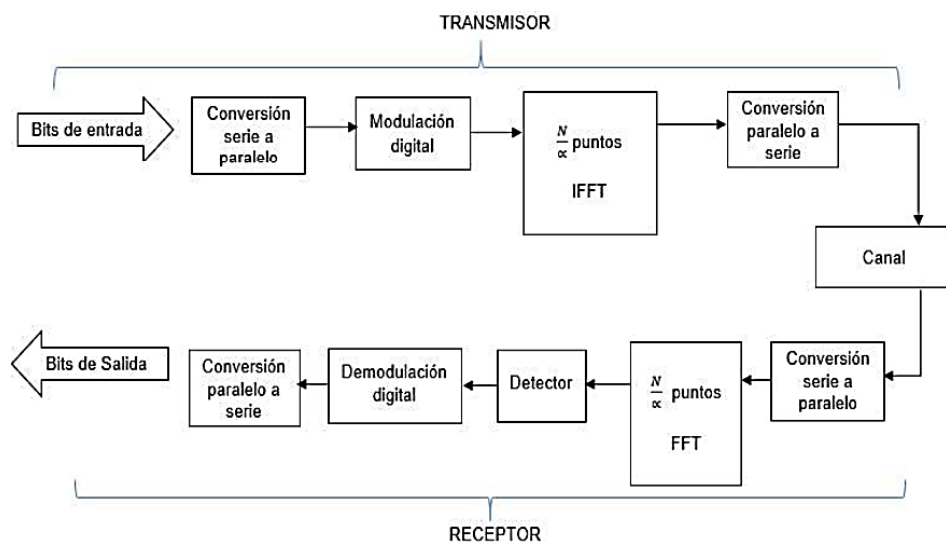 TRANSMISOR
Bits de entrada
Conversión
serie a
paralelo
Modulación
digital
N/∝ puntos
IFFT
Conversión
paralelo a
serie
Canal
Bits de Salida
Conversión
paralelo a
serie
Demodulación
digital
Detector
N/∝ puntos
FFT
Conversión
serie a
paralelo
RECEPTOR